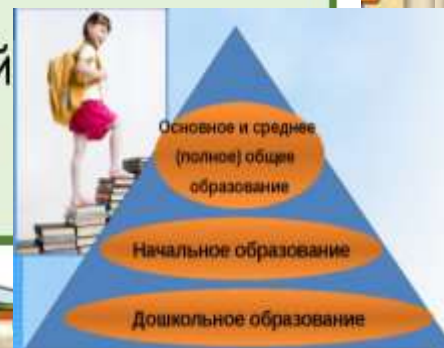 й
Основное и среднее
(полное) общее
образование
Начальное образование
Дошкольное образование